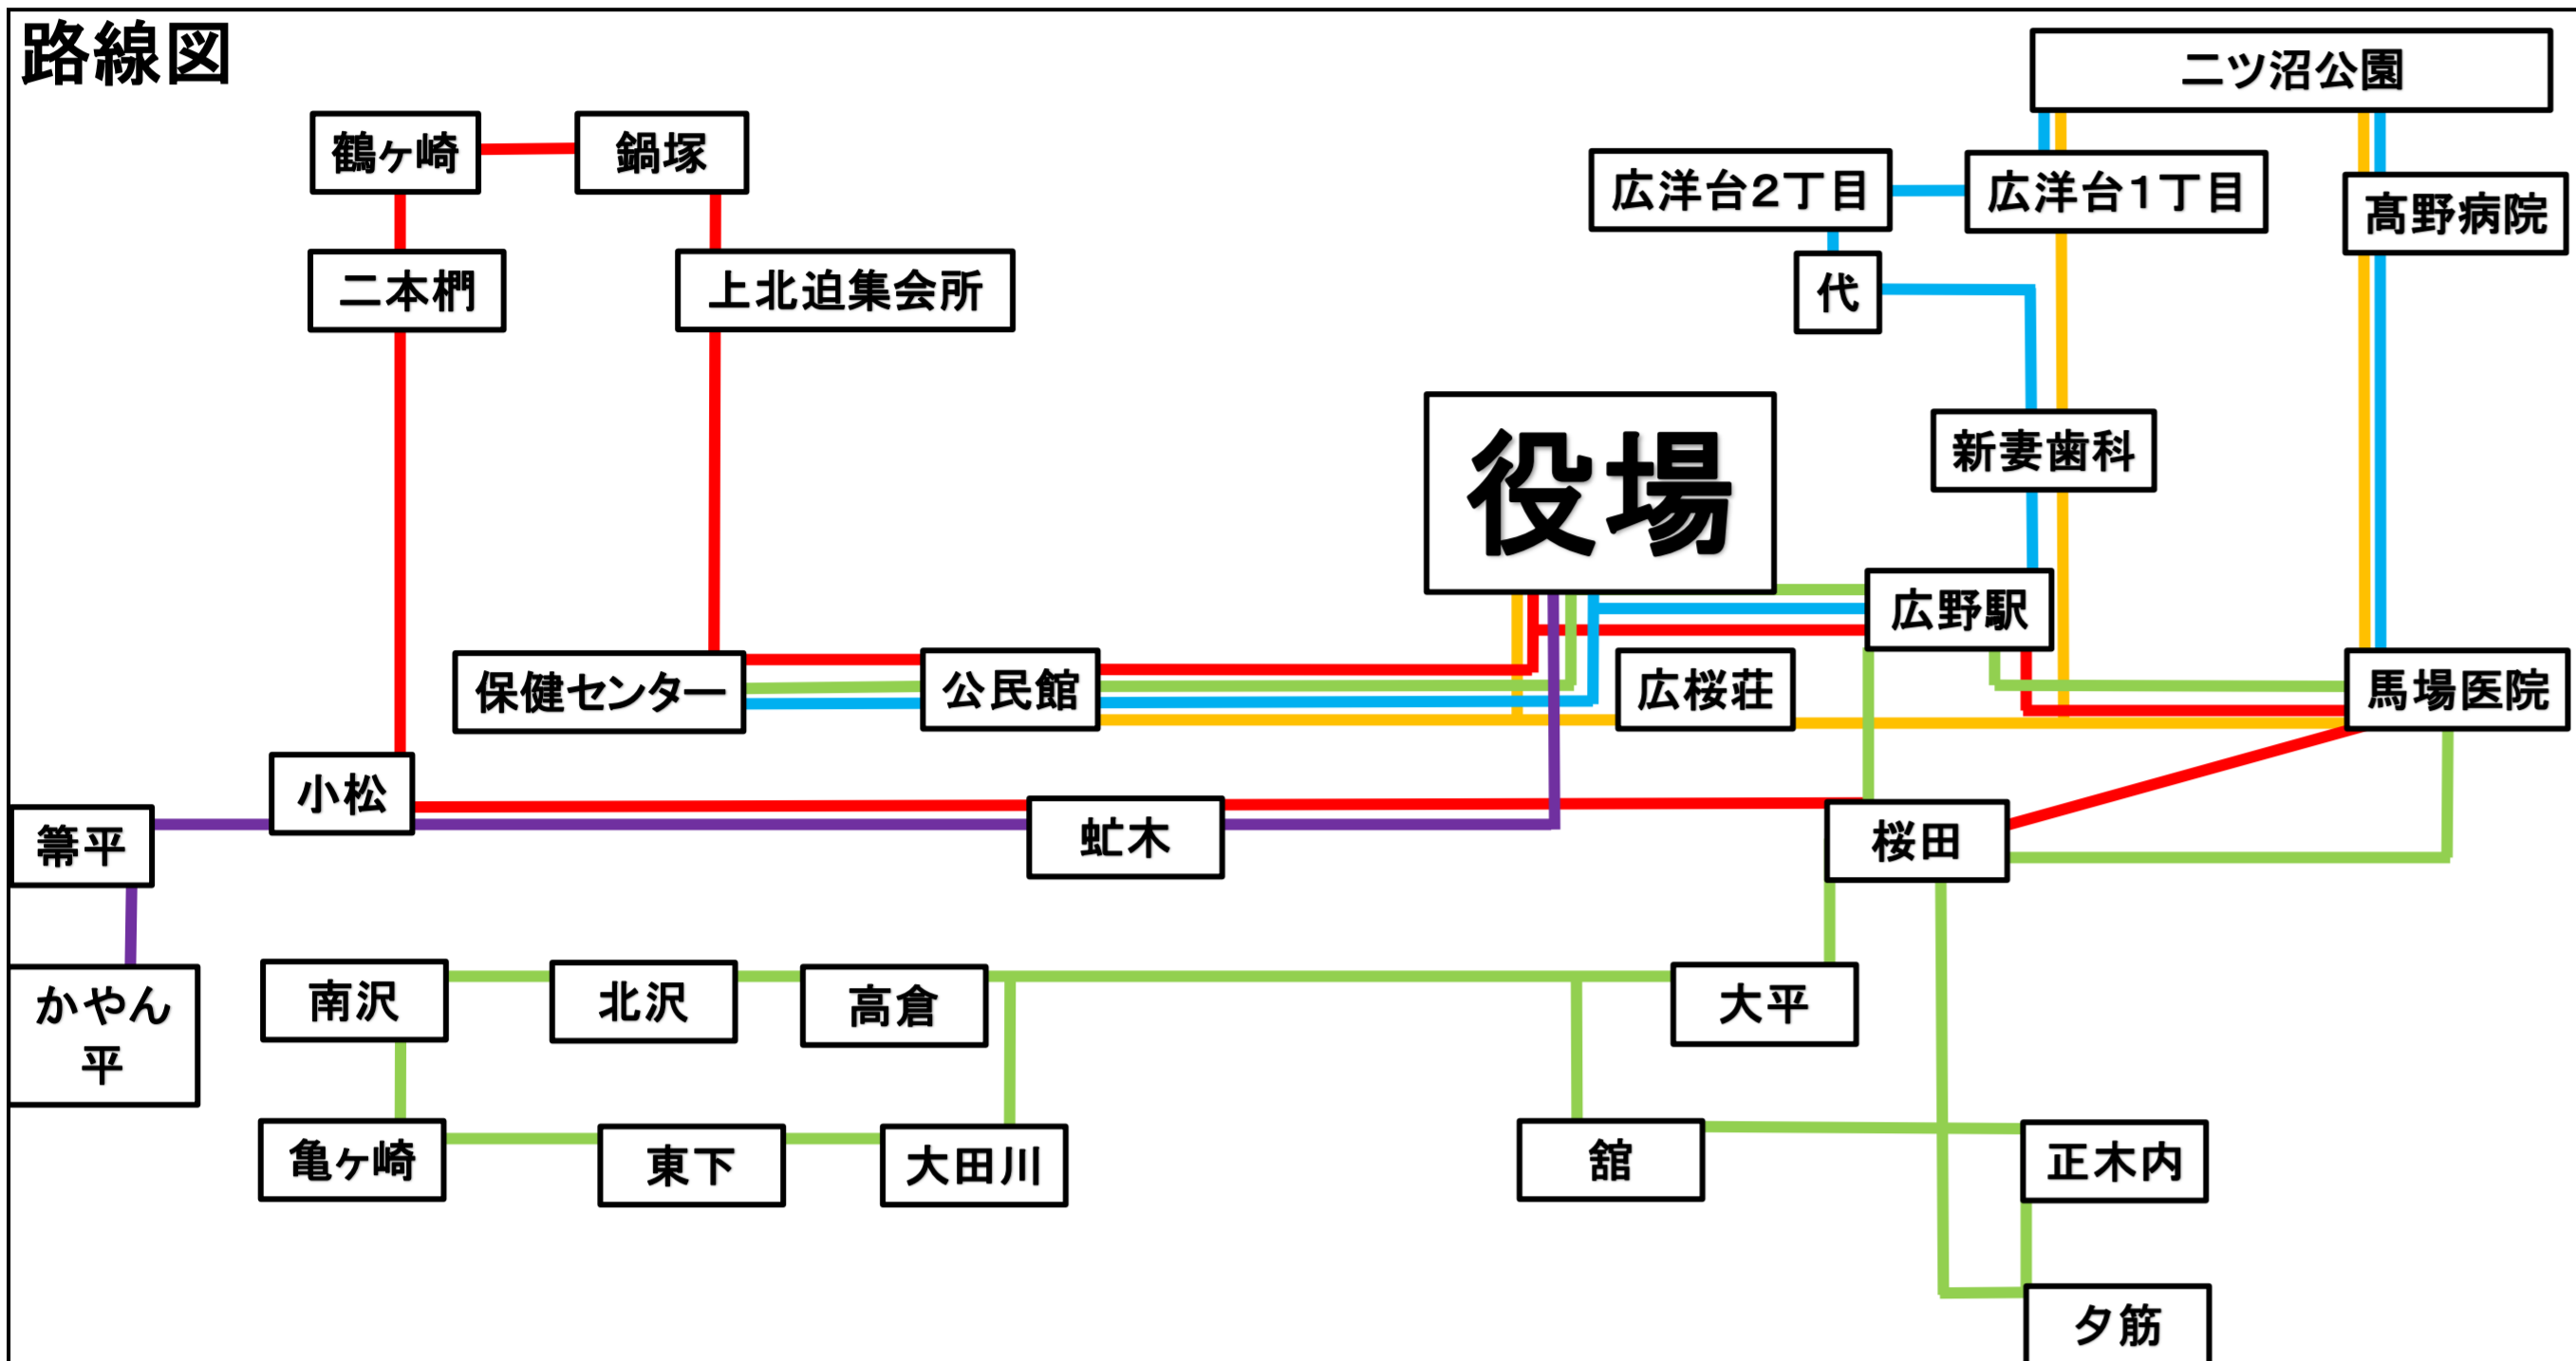 路線図
二ツ沼公園
鶴ヶ崎
鍋塚
広洋台2丁目
広洋台1丁目
髙野病院
二本椚
上北迫集会所
代
役場
新妻歯科
広野駅
保健センター
公民館
広桜荘
馬場医院
小松
箒平
虻木
桜田
かやん
平
南沢
北沢
高倉
大平
亀ヶ崎
東下
大田川
舘
正木内
夕筋